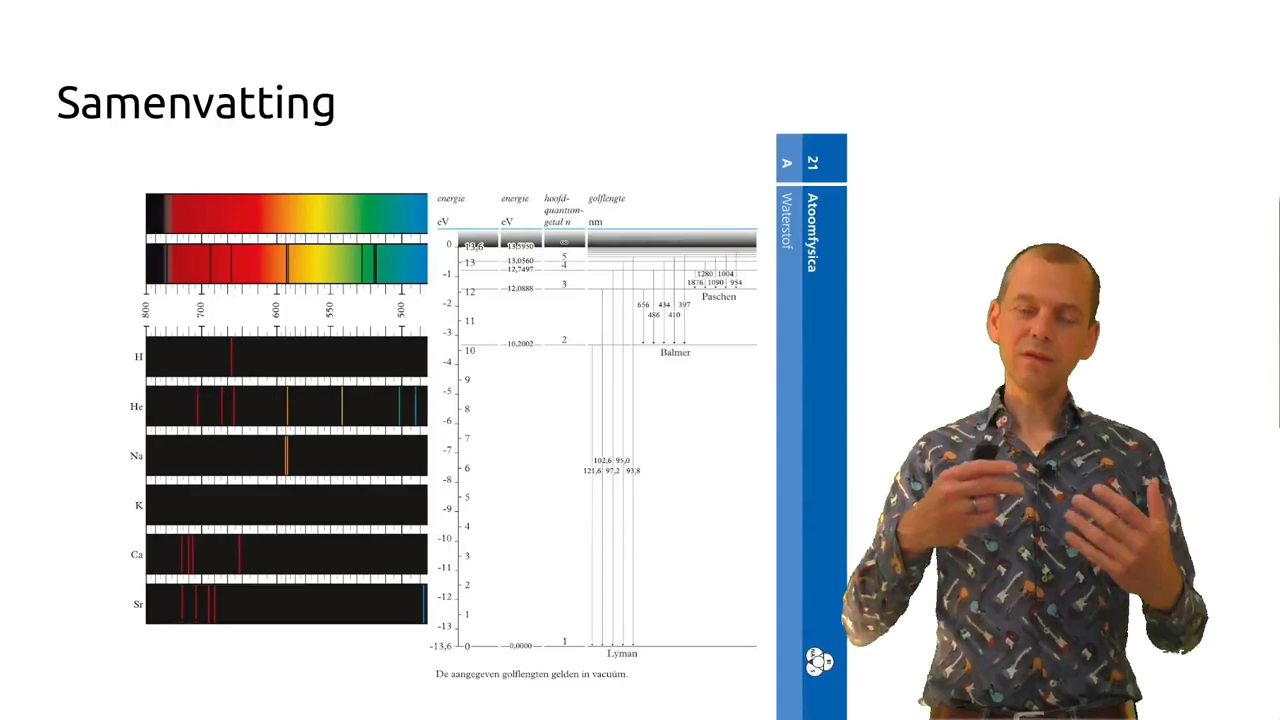 Samenvatting
800
700
600
550
500
H
He
Na
K
Ca
Sr
energie energie hoofd- golflengte
quantum-
eV eV getal n nm
0 13,6 13,5950 ∞
5
13 13,0560 4
-1 12,7497
1280 1004
1876 1090 954
12,0888 3
12 Paschen
-2 656 434 397
486 410
11
-3
10,2002 2
10 Balmer
-4
9
-5
8
-6
7
-7
102,6 95,0
6 121,6 97,2 93,8
-8
5
-9
4
-10
3
-11
2
-12
1
-13
-13,6 0 0,0000 1
Lyman
De aangegeven golflengten gelden in vacuüm.
21
A
Atoomfysica
Waterstof